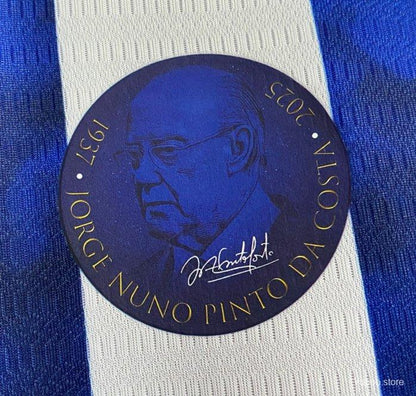 1937 • JORGE NUNO PINTO DA COSTA • 2025